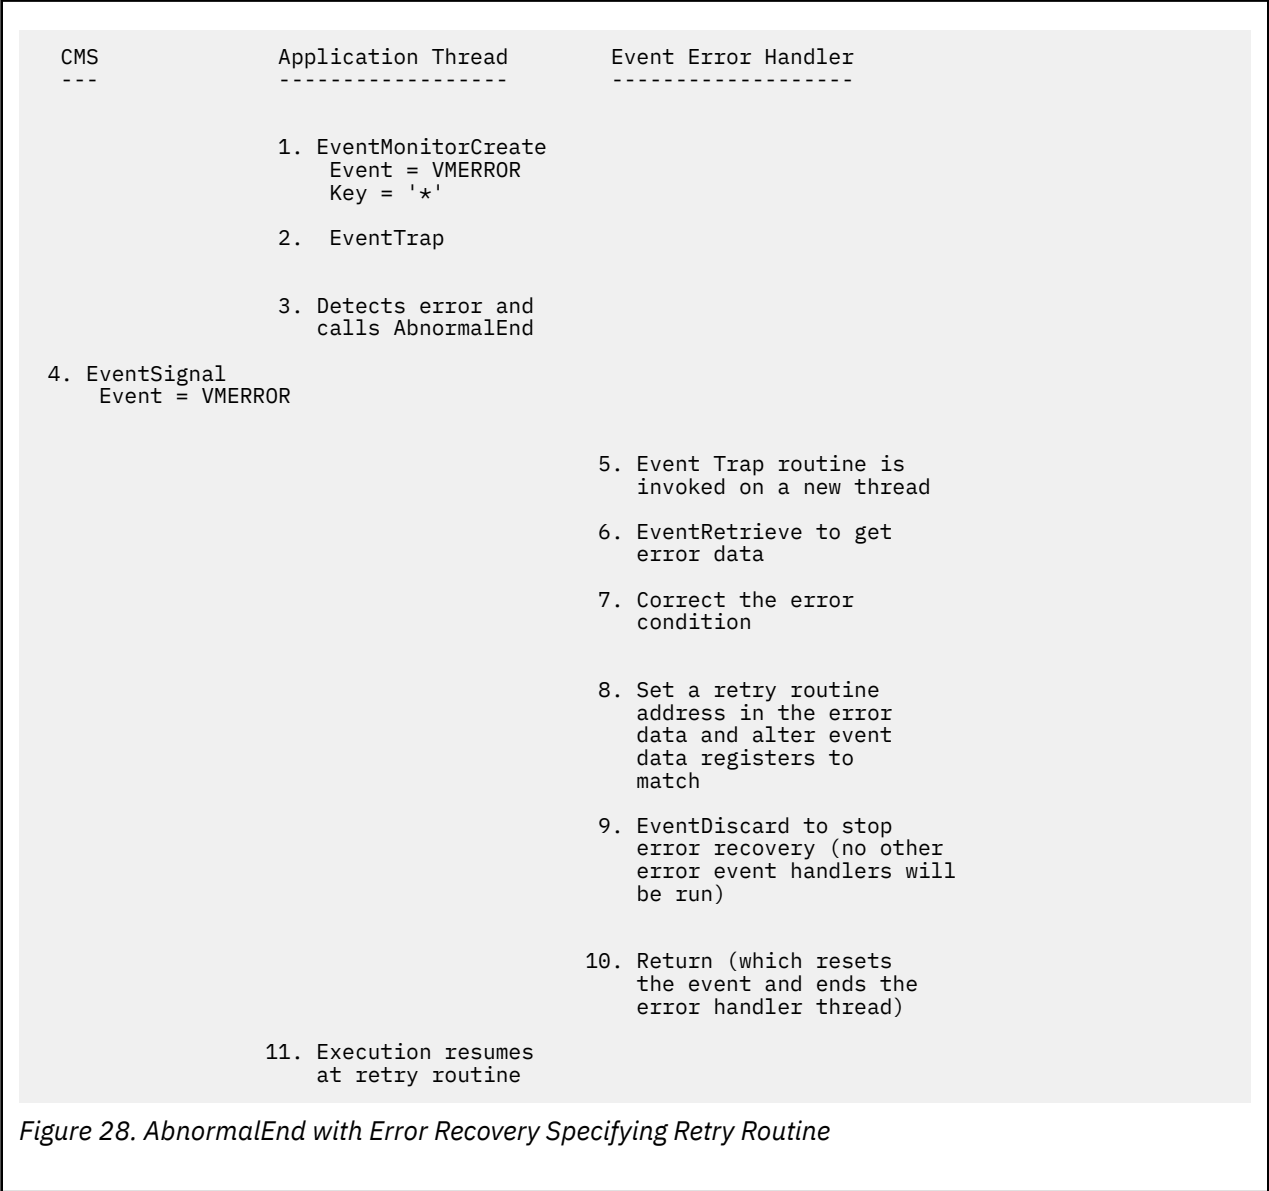 CMS Application Thread Event Error Handler
--- ------------------ -------------------
1. EventMonitorCreate
Event = VMERROR
Key = '*'
2. EventTrap
3. Detects error and
calls AbnormalEnd
4. EventSignal
Event = VMERROR
5. Event Trap routine is
invoked on a new thread
6. EventRetrieve to get
error data
7. Correct the error
condition
8. Set a retry routine
address in the error
data and alter event
data registers to
match
9. EventDiscard to stop
error recovery (no other
error event handlers will
be run)
10. Return (which resets
the event and ends the
error handler thread)
11. Execution resumes
at retry routine
Figure 28. AbnormalEnd with Error Recovery Specifying Retry Routine